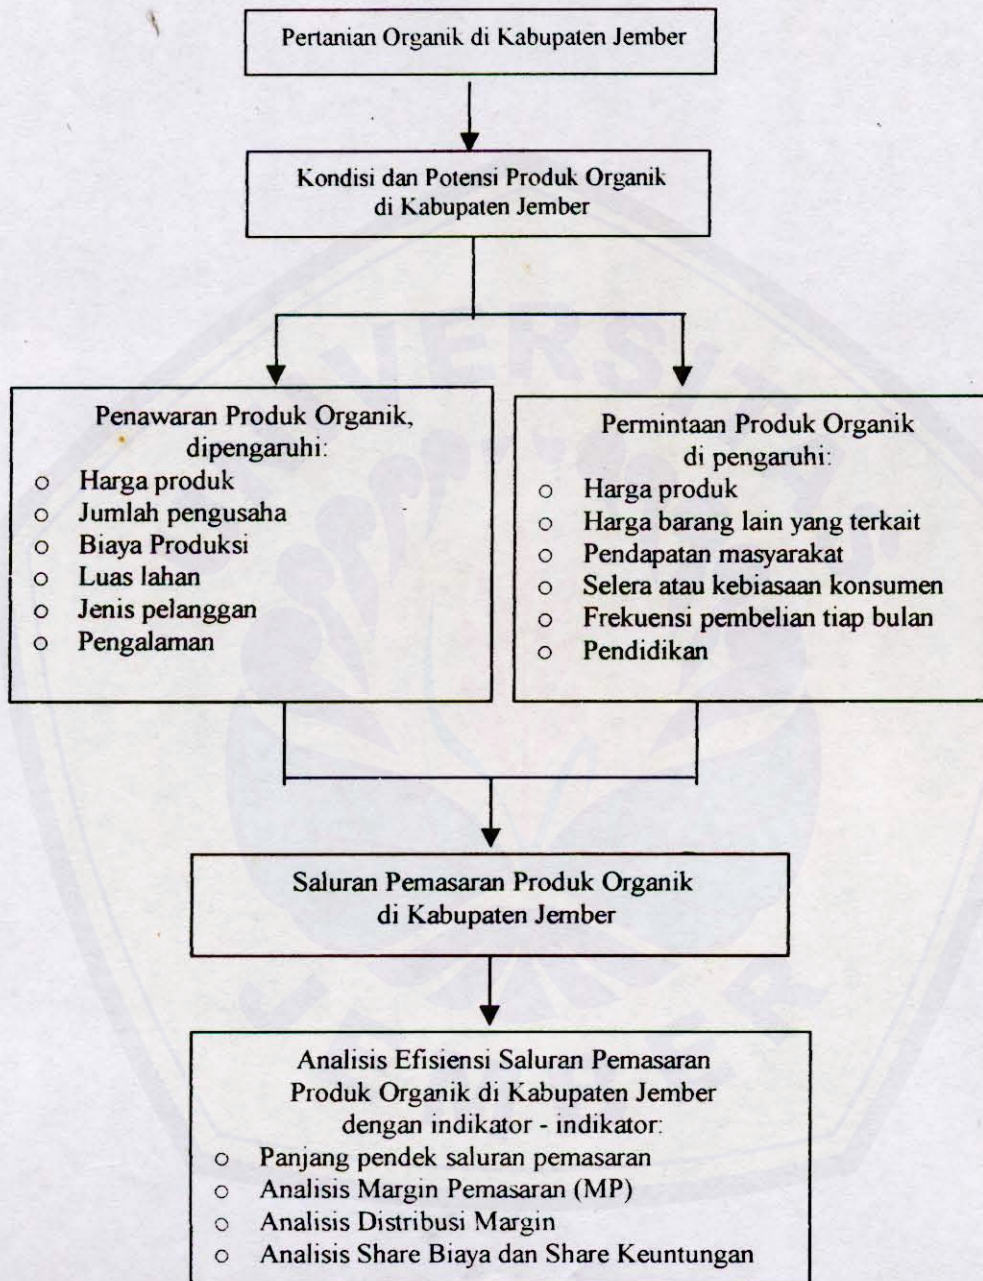 Pertanian Organik di Kabupaten Jember
Kondisi dan Potensi Produk Organik
di Kabupaten Jember
Penawaran Produk Organik,
dipengaruhi:
○ Harga produk
○ Jumlah pengusaha
○ Biaya Produksi
○ Luas lahan
○ Jenis pelanggan
○ Pengalaman
Permintaan Produk Organik
di pengaruhi:
○ Harga produk
○ Harga barang lain yang terkait
○ Pendapatan masyarakat
○ Selera atau kebiasaan konsumen
○ Frekuensi pembelian tiap bulan
○ Pendidikan
Saluran Pemasaran Produk Organik
di Kabupaten Jember
Analisis Efisiensi Saluran Pemasaran
Produk Organik di Kabupaten Jember
dengan indikator - indikator:
○ Panjang pendek saluran pemasaran
○ Analisis Margin Pemasaran (MP)
○ Analisis Distribusi Margin
○ Analisis Share Biaya dan Share Keuntungan
UNIVERSITAS
JEMBER